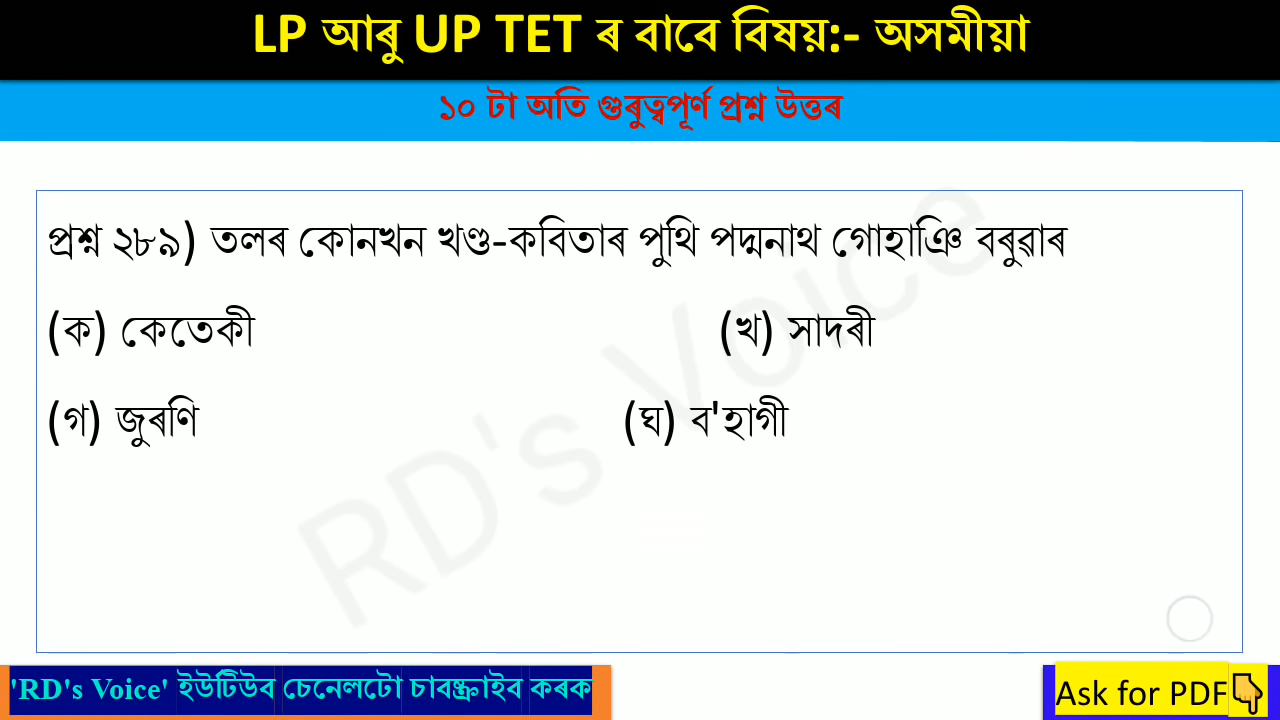 LP আৰু UP TET ৰ বাবে বিষয়:- অসমীয়া
১০ টা অতি গুৰুত্বপূৰ্ণ প্ৰশ্ন উত্তৰ
প্ৰশ্ন ২৮৯) তলৰ কোনখন খণ্ড-কবিতাৰ পুথি পদ্মনাথ গোহাঞি বৰুৱাৰ
(ক) কেতেকী (খ) সাদৰী
(গ) জুৰণি (ঘ) ব'হাগী
RD's Voice
'RD's Voice' ইউটিউব চেনেলটো চাবস্ক্ৰাইব কৰক
Ask for PDF👇